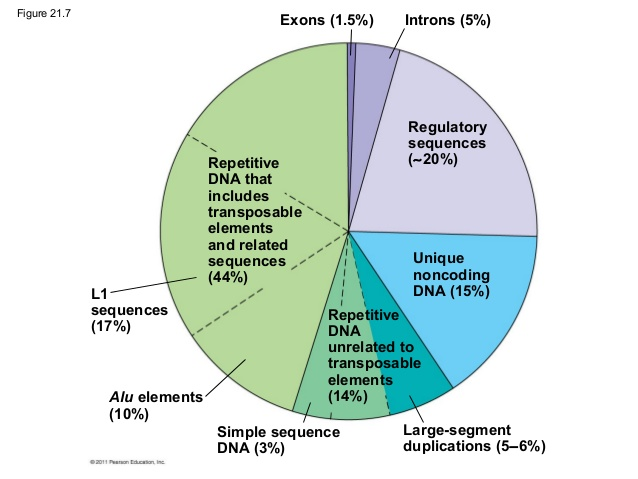 Figure 21.7
Exons (1.5%)
Introns (5%)
Regulatory
sequences
(~20%)
Repetitive
DNA that
includes
transposable
elements
and related
sequences
(44%)
Unique
noncoding
DNA (15%)
L1
sequences
(17%)
Repetitive
DNA
unrelated to
transposable
elements
(14%)
Alu elements
(10%)
Simple sequence
DNA (3%)
Large-segment
duplications (5–6%)
© 2011 Pearson Education, Inc.